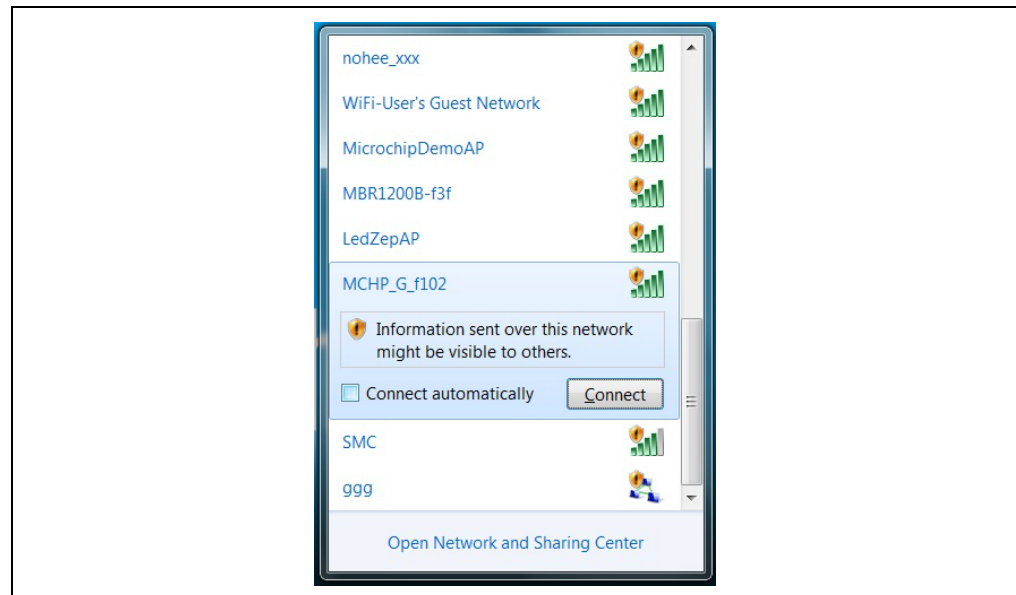 nohee_xxx
WiFi-User's Guest Network
MicrochipDemoAP
MBR1200B-f3f
LedZepAP
MCHP_G_f102
Information sent over this network
might be visible to others.
Connect automatically
Connect
SMC
ggg
Open Network and Sharing Center